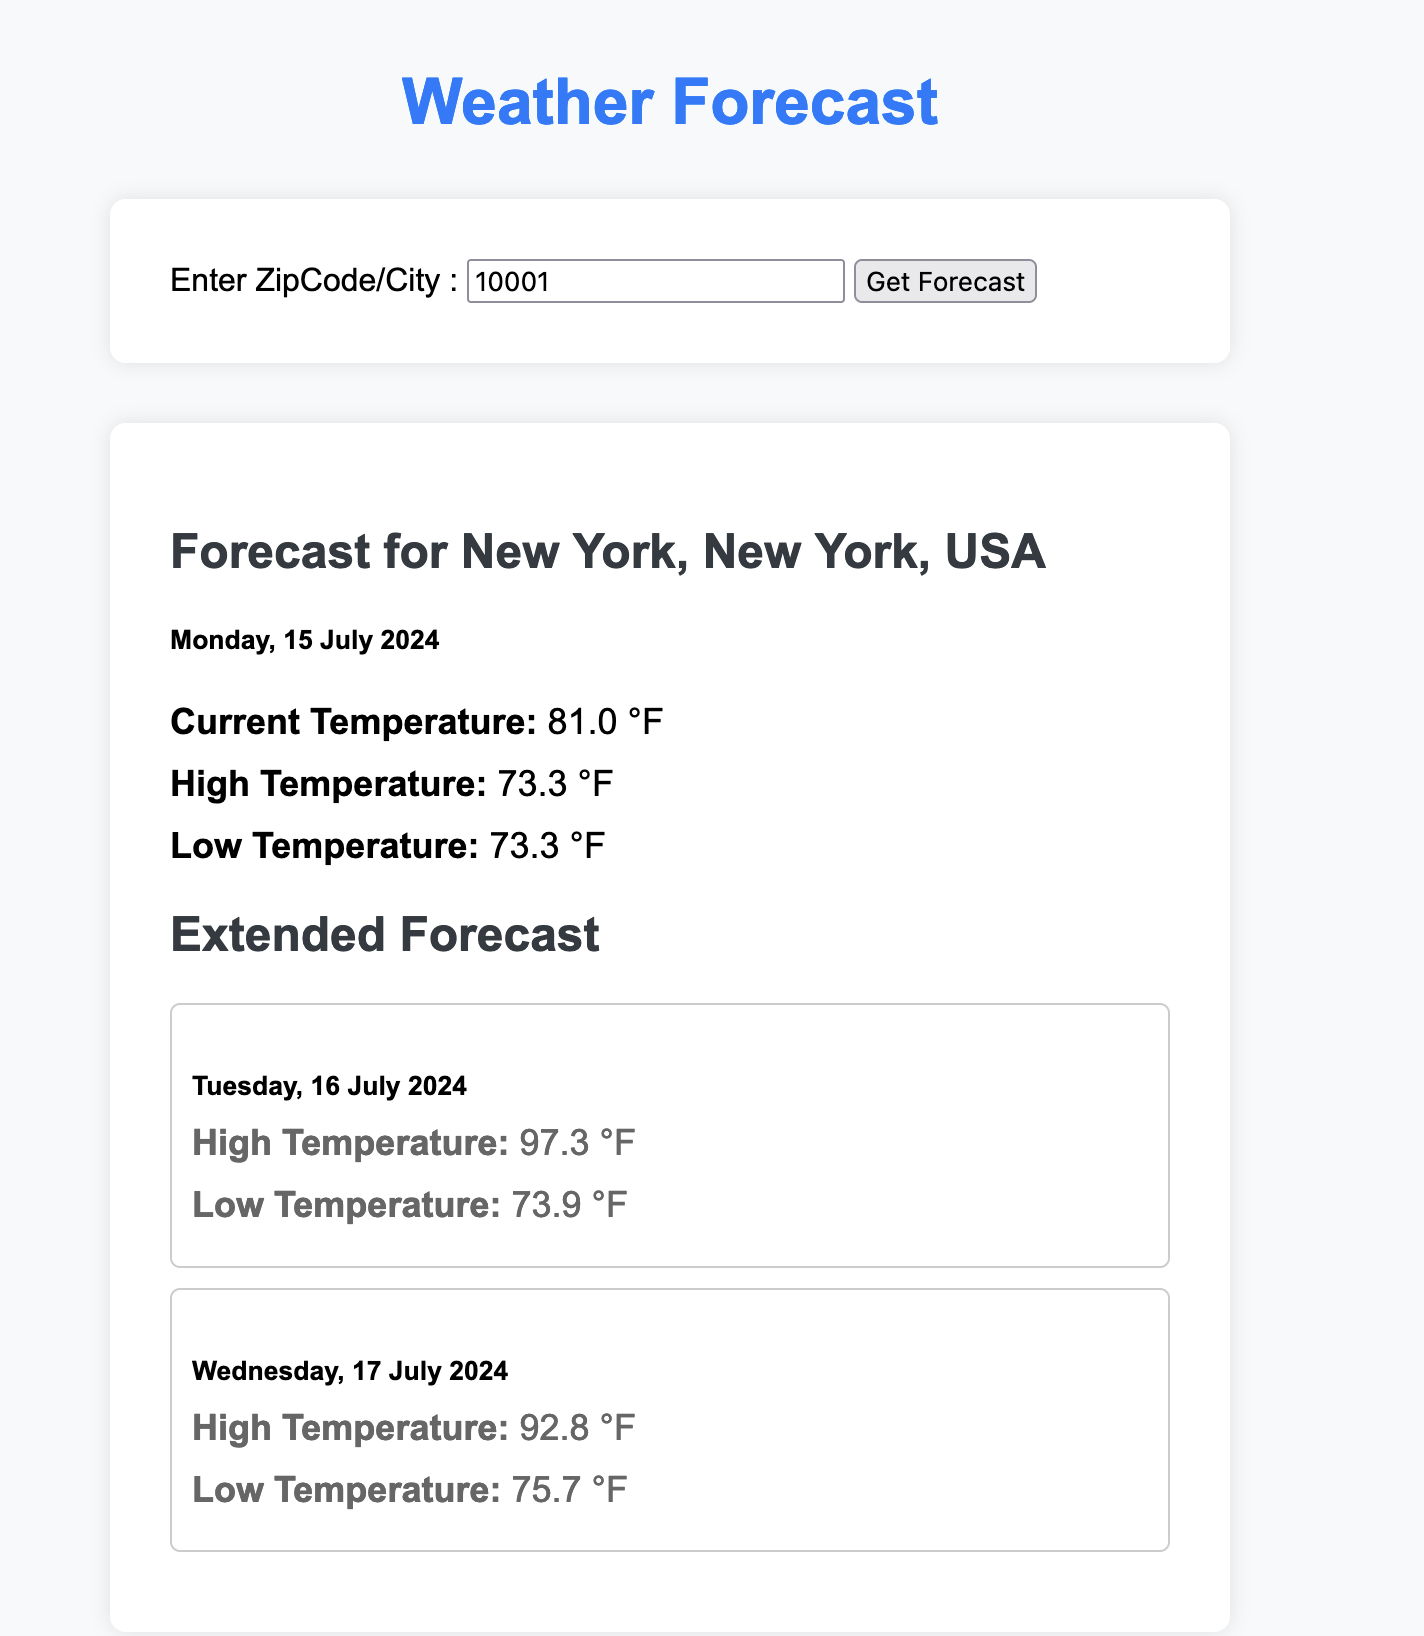 Weather Forecast
Enter ZipCode/City : 10001 Get Forecast
Forecast for New York, New York, USA
Monday, 15 July 2024
Current Temperature: 81.0 °F
High Temperature: 73.3 °F
Low Temperature: 73.3 °F
Extended Forecast
Tuesday, 16 July 2024
High Temperature: 97.3 °F
Low Temperature: 73.9 °F
Wednesday, 17 July 2024
High Temperature: 92.8 °F
Low Temperature: 75.7 °F